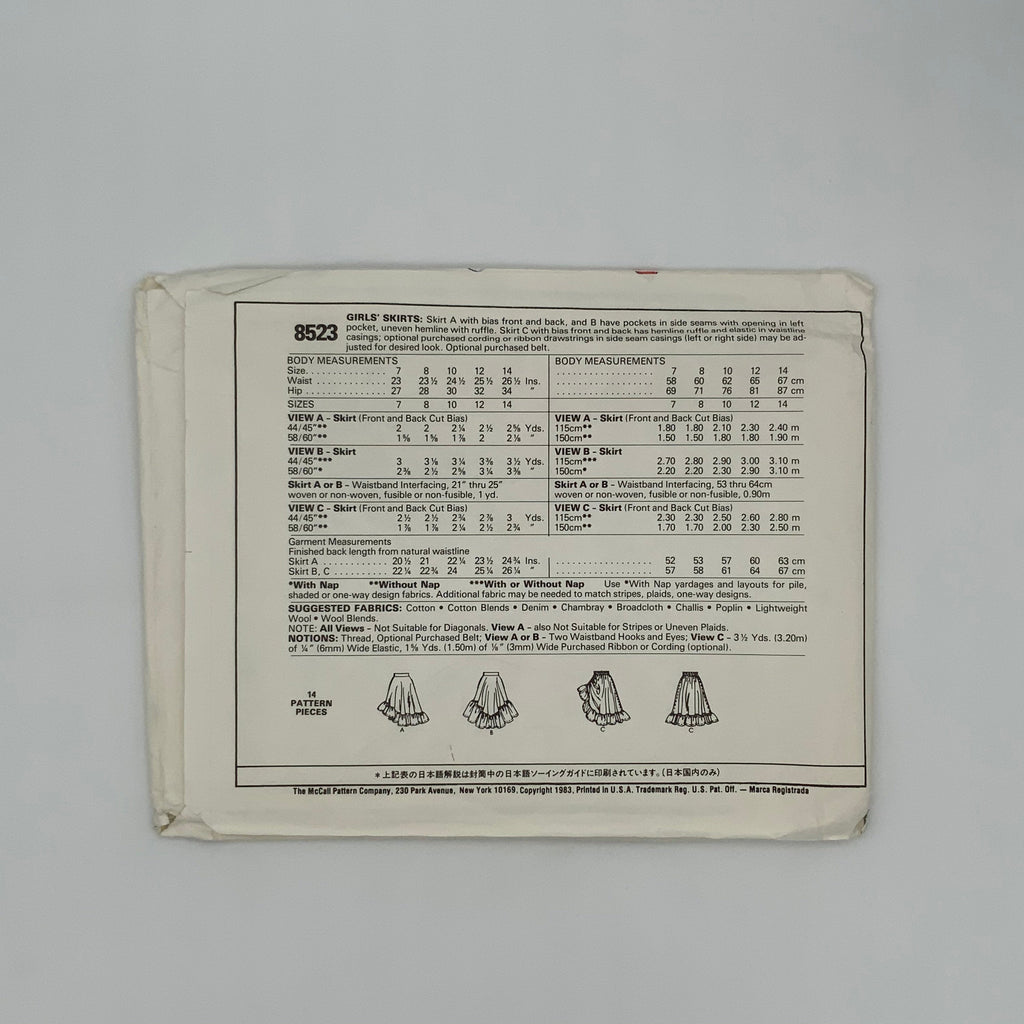 8523
GIRLS' SKIRTS: Skirt A with bias front and back, and B have pockets in side seams with opening in left
pocket, uneven hemline with ruffle. Skirt C with bias front and back has hemline ruffle and elastic in waistline
casings; optional purchased cording or ribbon drawstrings in side seam casings (left or right side) may be ad-
justed for desired look. Optional purchased belt.
BODY MEASUREMENTS BODY MEASUREMENTS
Size............... 7 8 10 12 14 .................. 7 8 10 12 14
Waist ............. 23 23½ 24½ 25½ 26½ Ins. .................. 58 60 62 65 67 cm
Hip ............... 27 28 30 32 34 " .................. 69 71 76 81 87 cm
SIZES 7 8 10 12 14 7 8 10 12 14
VIEW A – Skirt (Front and Back Cut Bias) VIEW A – Skirt (Front and Back Cut Bias)
44/45"** 2 2 2¼ 2½ 2⅝ Yds. 115cm** 1.80 1.80 2.10 2.30 2.40 m
58/60"** 1⅝ 1⅝ 1⅞ 2 2⅛ " 150cm** 1.50 1.50 1.80 1.80 1.90 m
VIEW B – Skirt VIEW B – Skirt
44/45"*** 3 3⅛ 3¼ 3⅜ 3½ Yds. 115cm*** 2.70 2.80 2.90 3.00 3.10 m
58/60"* 2⅜ 2½ 2⅝ 3¼ 3⅜ " 150cm* 2.20 2.20 2.30 2.90 3.10 m
Skirt A or B – Waistband Interfacing, 21" thru 25" Skirt A or B – Waistband Interfacing, 53 thru 64cm
woven or non-woven, fusible or non-fusible, 1 yd. woven or non-woven, fusible or non-fusible, 0.90m
VIEW C – Skirt (Front and Back Cut Bias) VIEW C – Skirt (Front and Back Cut Bias)
44/45"** 2½ 2½ 2¾ 2⅞ 3 Yds. 115cm** 2.30 2.30 2.50 2.60 2.80 m
58/60"** 1⅞ 1⅞ 2¼ 2½ 2¾ " 150cm** 1.70 1.70 2.00 2.30 2.50 m
Garment Measurements
Finished back length from natural waistline
Skirt A ............ 20½ 21 22¼ 23½ 24¾ Ins. .................. 52 53 57 60 63 cm
Skirt B, C .......... 22¼ 22¾ 24 25¼ 26¼ " .................. 57 58 61 64 67 cm
*With Nap **Without Nap ***With or Without Nap Use *With Nap yardages and layouts for pile,
shaded or one-way design fabrics. Additional fabric may be needed to match stripes, plaids, one-way designs.
SUGGESTED FABRICS: Cotton • Cotton Blends • Denim • Chambray • Broadcloth • Challis • Poplin • Lightweight
Wool • Wool Blends.
NOTE: All Views – Not Suitable for Diagonals. View A – also Not Suitable for Stripes or Uneven Plaids.
NOTIONS: Thread, Optional Purchased Belt; View A or B – Two Waistband Hooks and Eyes; View C – 3½ Yds. (3.20m)
of ¼" (6mm) Wide Elastic, 1⅝ Yds. (1.50m) of ⅛" (3mm) Wide Purchased Ribbon or Cording (optional).
14
PATTERN
PIECES
A B C C
*上記表の日本語解説は封筒中の日本語ソーイングガイドに印刷されています。(日本国内のみ)
The McCall Pattern Company, 230 Park Avenue, New York 10169, Copyright 1983, Printed in U.S.A. Trademark Reg. U.S. Pat. Off. — Marca Registrada